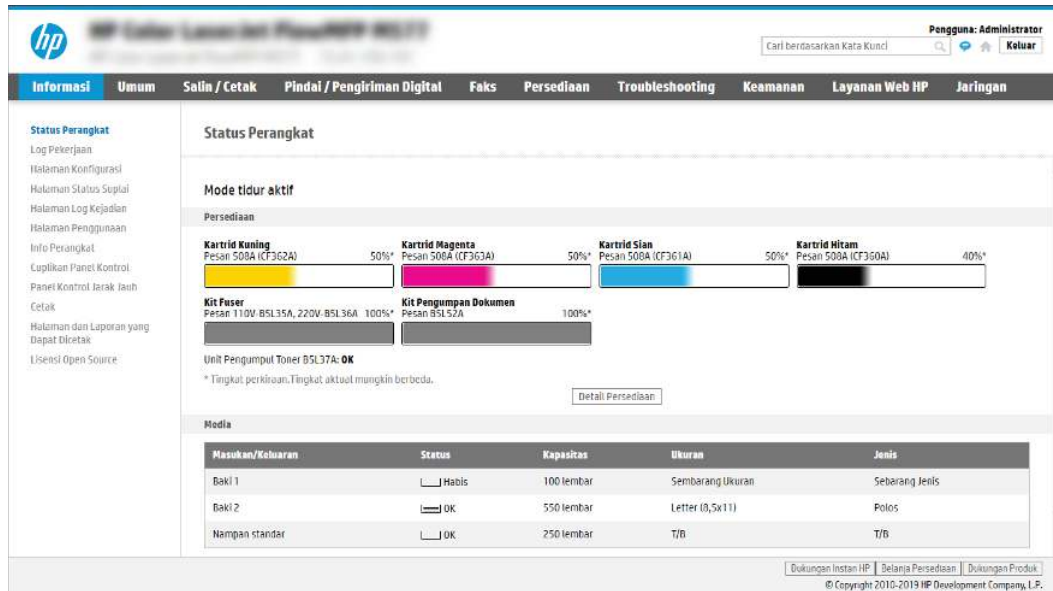 hp
Pengguna: Administrator
Cari berdasarkan Kata Kunci
Keluar
Informasi Umum Salin / Cetak Pindai / Pengiriman Digital Faks Persediaan Troubleshooting Keamanan Layanan Web HP Jaringan
Status Perangkat
Log Pekerjaan
Halaman Konfigurasi
Halaman Status Suplai
Halaman Log Kejadian
Halaman Penggunaan
Info Perangkat
Cuplikan Panel Kontrol
Panel Kontrol Jarak Jauh
Cetak
Halaman dan Laporan yang
Dapat Dicetak
Lisensi Open Source
Status Perangkat
Mode tidur aktif
Persediaan
Kartrid Kuning Kartrid Magenta Kartrid Sian Kartrid Hitam
Pesan 508A (CF362A) 50%* Pesan 508A (CF363A) 50%* Pesan 508A (CF361A) 50%* Pesan 508A (CF360A) 40%*
Kit Fuser Kit Pengumpan Dokumen
Pesan 110V-B5L35A, 220V-B5L36A 100%* Pesan B5L52A 100%*
Unit Pengumpul Toner B5L37A: OK
* Tingkat perkiraan.Tingkat aktual mungkin berbeda.
Detail Persediaan
Media
Masukan/Keluaran Status Kapasitas Ukuran Jenis
Baki 1 Habis 100 lembar Sembarang Ukuran Sebarang Jenis
Baki 2 OK 550 lembar Letter (8,5x11) Polos
Nampan standar OK 250 lembar T/B T/B
Dukungan Instan HP Belanja Persediaan Dukungan Produk
© Copyright 2010-2019 HP Development Company, L.P.